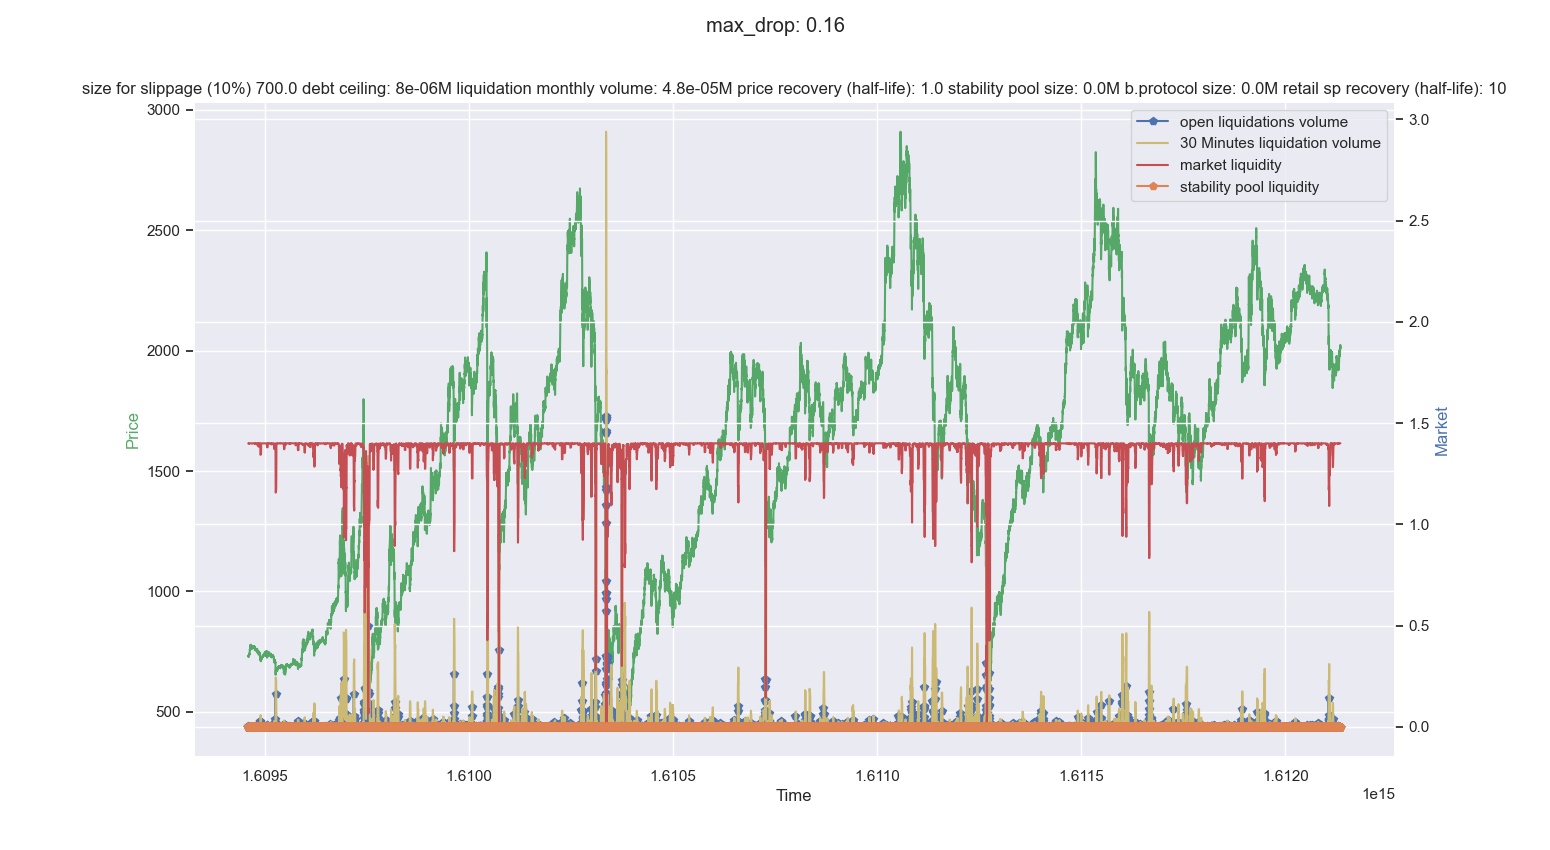 max_drop: 0.16
size for slippage (10%) 700.0 debt ceiling: 8e-06M liquidation monthly volume: 4.8e-05M price recovery (half-life): 1.0 stability pool size: 0.0M b.protocol size: 0.0M retail sp recovery (half-life): 10
open liquidations volume
30 Minutes liquidation volume
market liquidity
stability pool liquidity
3000
2500
2000
1500
1000
500
Price
3.0
2.5
2.0
1.5
1.0
0.5
0.0
Market
1.6095 1.6100 1.6105 1.6110 1.6115 1.6120
1e15
Time